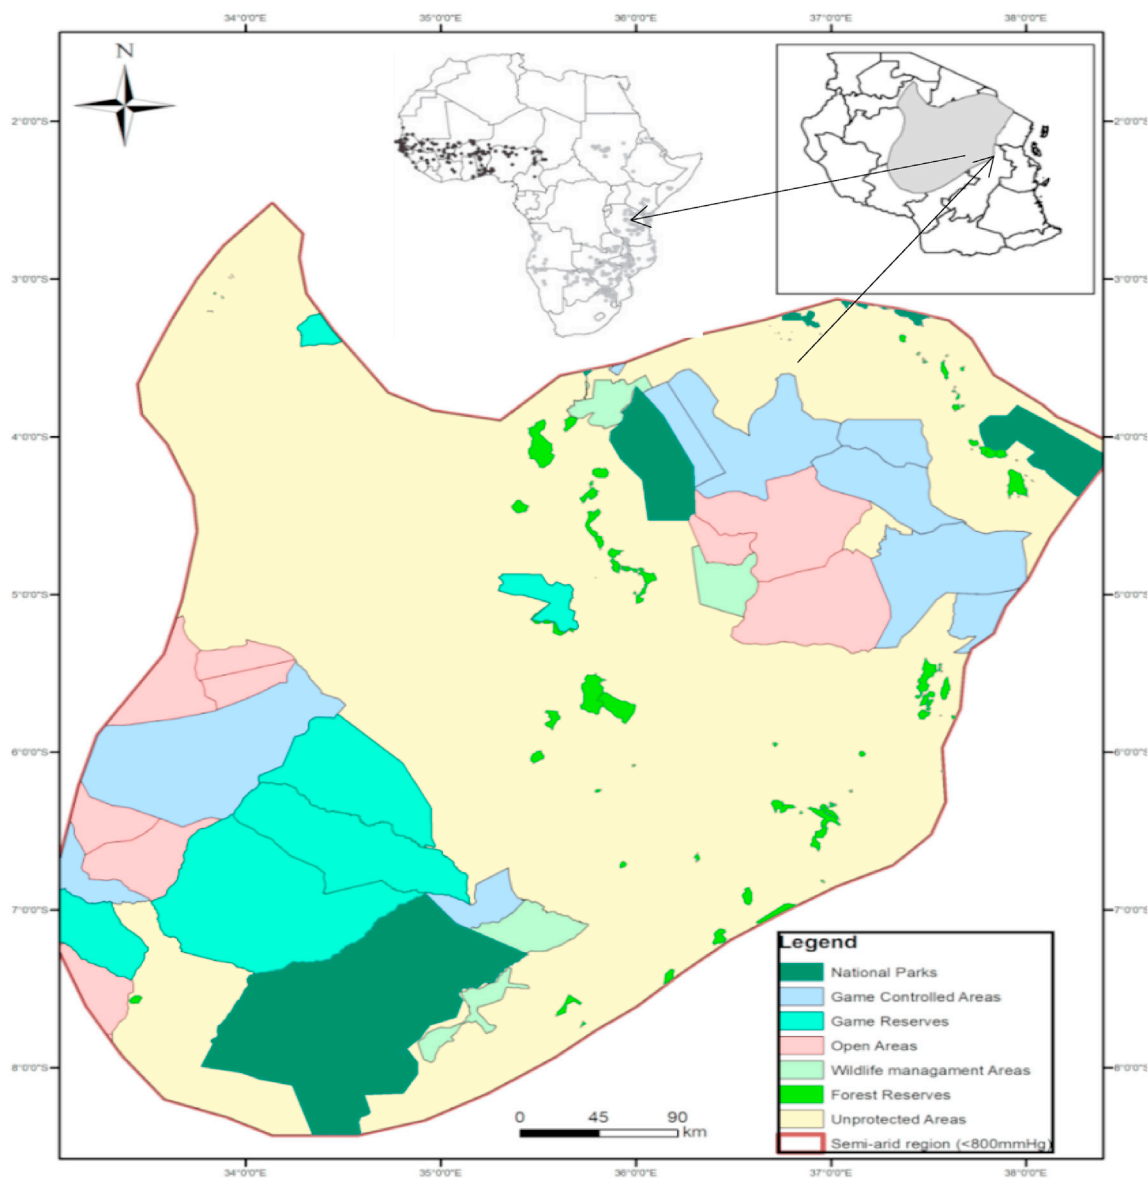 34°0'0"E 35°0'0"E 36°0'0"E 37°0'0"E 38°0'0"E
N
2°0'0"S 2°0'0"S
3°0'0"S 3°0'0"S
4°0'0"S 4°0'0"S
5°0'0"S 5°0'0"S
6°0'0"S 6°0'0"S
7°0'0"S 7°0'0"S
Legend
National Parks
Game Controlled Areas
Game Reserves
Open Areas
8°0'0"S 8°0'0"S
Wildlife managament Areas
Forest Reserves
Unprotected Areas
Semi-arid region (<800mmHg)
0 45 90
km
34°0'0"E 35°0'0"E 36°0'0"E 37°0'0"E 38°0'0"E